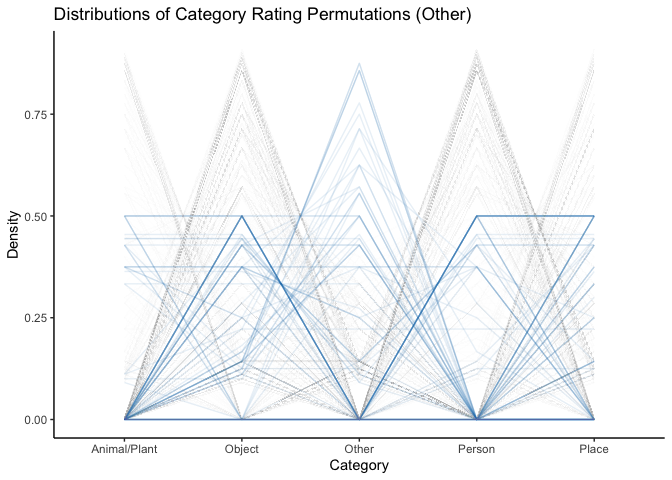 Distributions of Category Rating Permutations (Other)
Density
0.75
0.50
0.25
0.00
Animal/Plant Object Other Person Place
Category